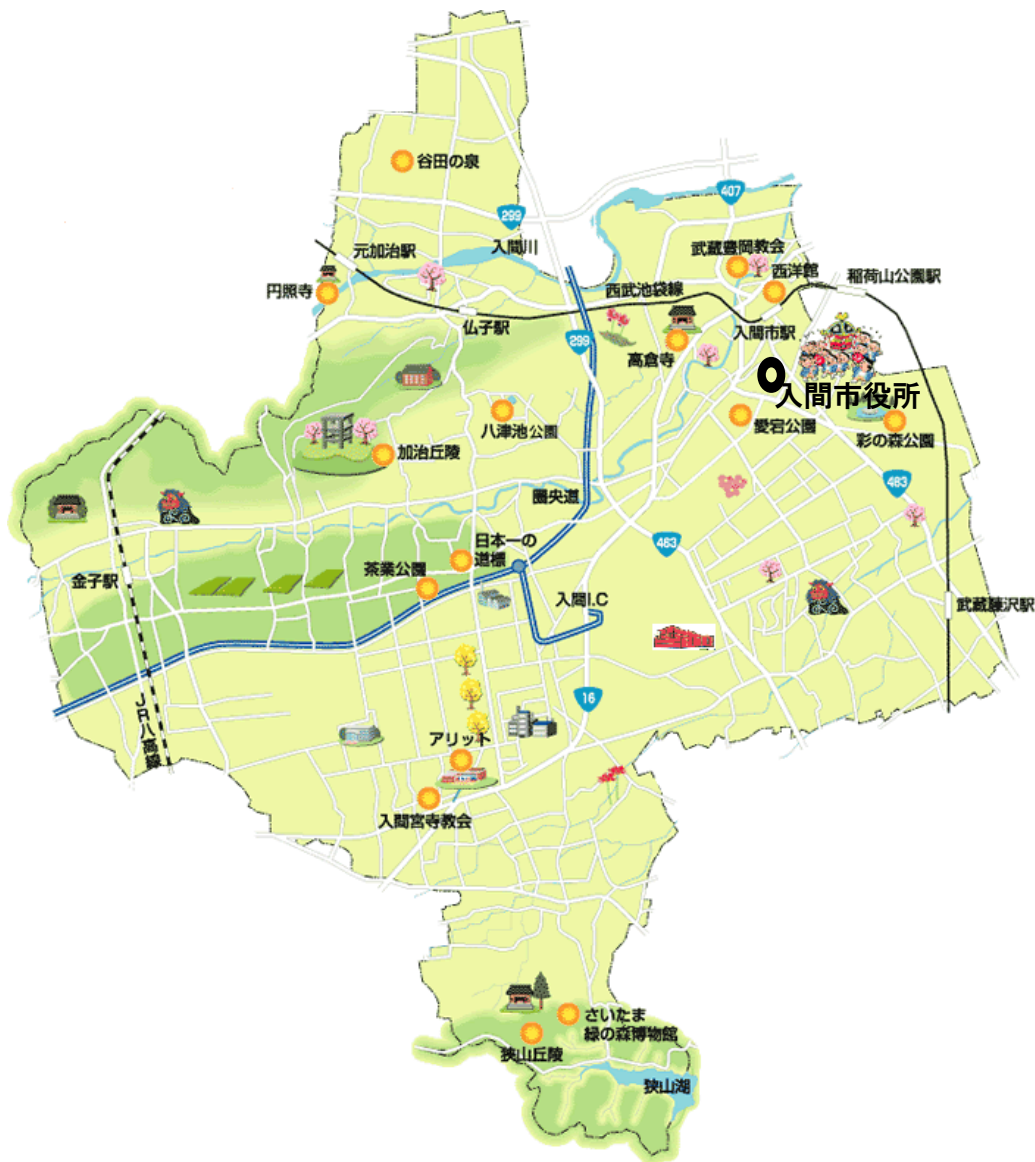 谷田の泉
407
299
元加治駅
入間川
武蔵豊岡教会
西洋館
稲荷山公園駅
円照寺
西武池袋線
仏子駅
入間市駅
299
高倉寺
入間市役所
八津池公園
愛宕公園
彩の森公園
加治丘陵
463
圏央道
日本一の
道標
463
金子駅
茶業公園
入間I.C
武蔵藤沢駅
16
JR八高線
アリット
入間宮寺教会
さいたま
緑の森博物館
狭山丘陵
狭山湖